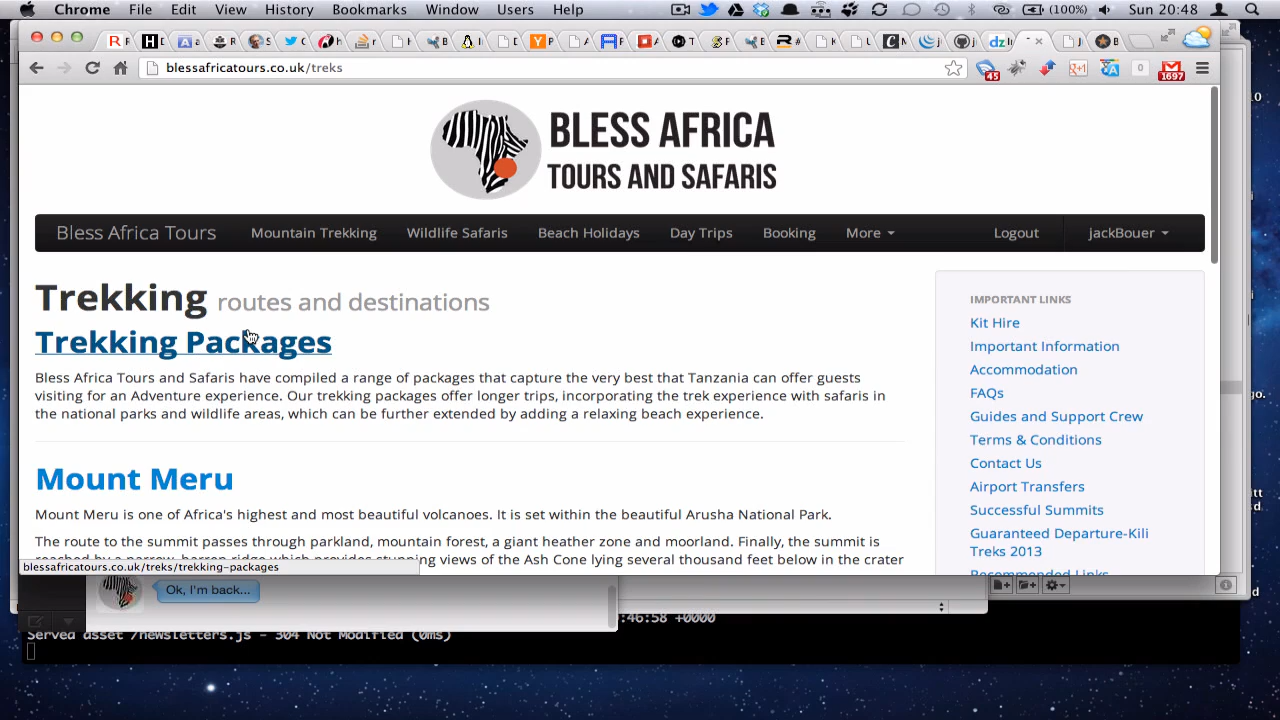 Chrome File Edit View History Bookmarks Window Users Help (100%) Sun 20:48
blessafricatours.co.uk/treks
45 +1 0 1697
BLESS AFRICA
TOURS AND SAFARIS
Bless Africa Tours Mountain Trekking Wildlife Safaris Beach Holidays Day Trips Booking More Logout jackBouer
Trekking routes and destinations
Trekking Packages
Bless Africa Tours and Safaris have compiled a range of packages that capture the very best that Tanzania can offer guests
visiting for an Adventure experience. Our trekking packages offer longer trips, incorporating the trek experience with safaris in
the national parks and wildlife areas, which can be further extended by adding a relaxing beach experience.
Mount Meru
Mount Meru is one of Africa's highest and most beautiful volcanoes. It is set within the beautiful Arusha National Park.
The route to the summit passes through parkland, mountain forest, a giant heather zone and moorland. Finally, the summit is
reached by a narrow, barren ridge which provides stunning views of the Ash Cone lying several thousand feet below in the crater
IMPORTANT LINKS
Kit Hire
Important Information
Accommodation
FAQs
Guides and Support Crew
Terms & Conditions
Contact Us
Airport Transfers
Successful Summits
Guaranteed Departure-Kili
Treks 2013
Recommended Links
blessafricatours.co.uk/treks/trekking-packages
Ok, I'm back...
:46:58 +0000
Served asset /newsletters.js - 304 Not Modified (0ms)